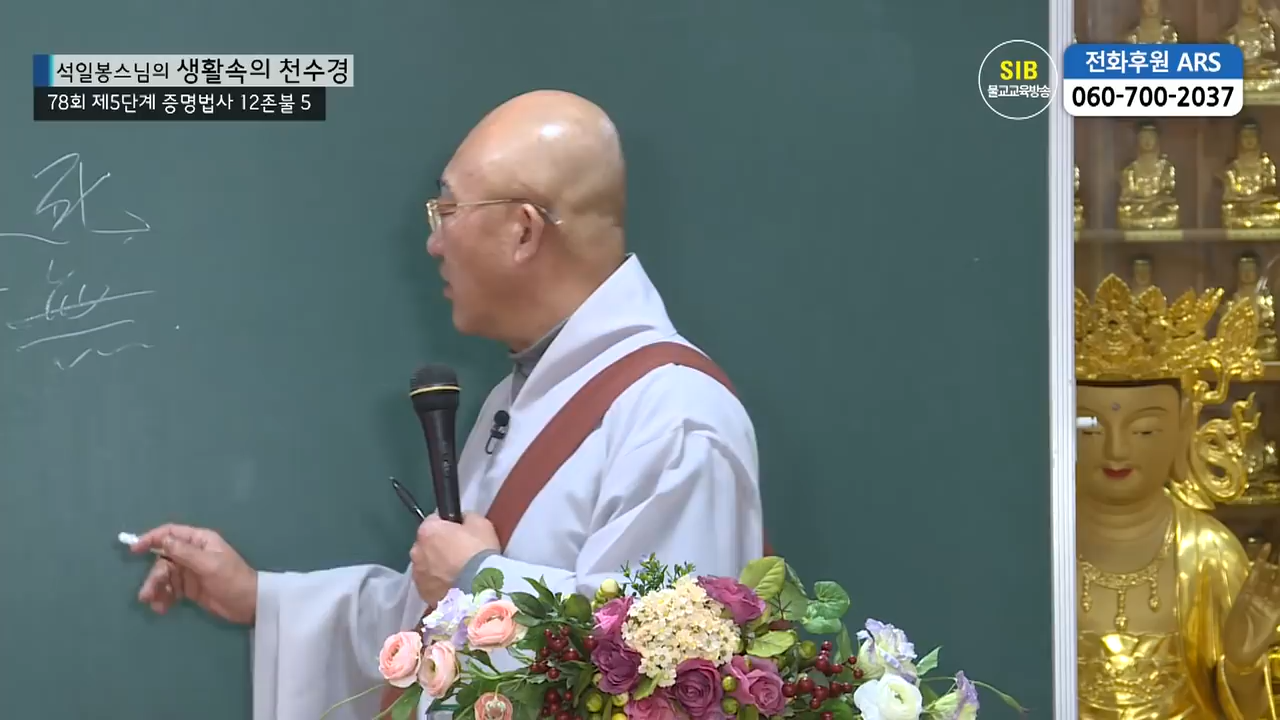 석일봉스님의 생활속의 천수경
78회 제5단계 증명법사 12존불 5
SIB
불교교육방송
전화후원 ARS
060-700-2037
死
無